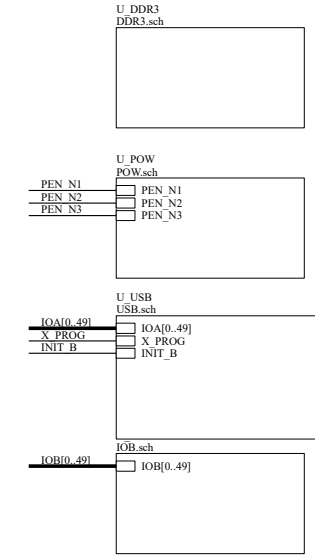 U_DDR3
DDR3.sch
U_POW
POW.sch
PEN_N1 PEN_N1
PEN_N2 PEN_N2
PEN_N3 PEN_N3
U_USB
USB.sch
IOA[0..49] IOA[0..49]
X_PROG X_PROG
INIT_B INIT_B
IOB.sch
IOB[0..49] IOB[0..49]